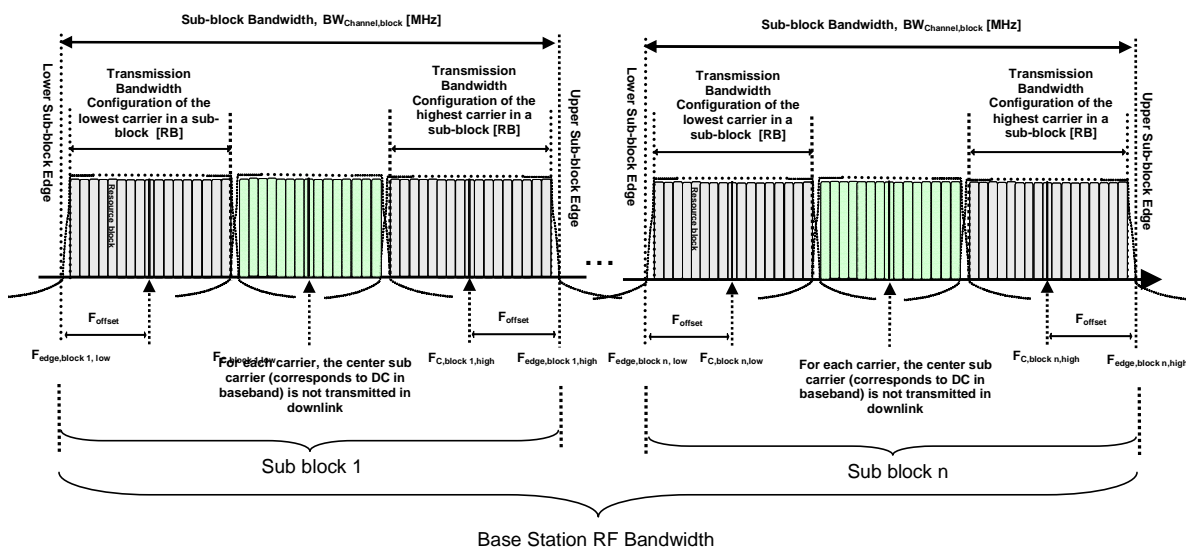 Sub-block Bandwidth, BWChannel,block [MHz]
Lower Sub-block Edge
Transmission
Bandwidth
Configuration of the
lowest carrier in a sub-
block [RB]
Transmission
Bandwidth
Configuration of the
highest carrier in a
sub-block [RB]
Upper Sub-block Edge
Resource block
Foffset
Foffset
Fedge,block 1, low
FC,block 1,low
FC,block 1,high
Fedge,block 1,high
For each carrier, the center sub
carrier (corresponds to DC in
baseband) is not transmitted in
downlink
Sub block 1
...
Sub-block Bandwidth, BWChannel,block [MHz]
Lower Sub-block Edge
Transmission
Bandwidth
Configuration of the
lowest carrier in a
sub-block [RB]
Transmission
Bandwidth
Configuration of the
highest carrier in a
sub-block [RB]
Upper Sub-block Edge
Resource block
Foffset
Foffset
Fedge,block n, low
FC,block n,low
FC,block n,high
Fedge,block n,high
For each carrier, the center sub
carrier (corresponds to DC in
baseband) is not transmitted in
downlink
Sub block n
Base Station RF Bandwidth